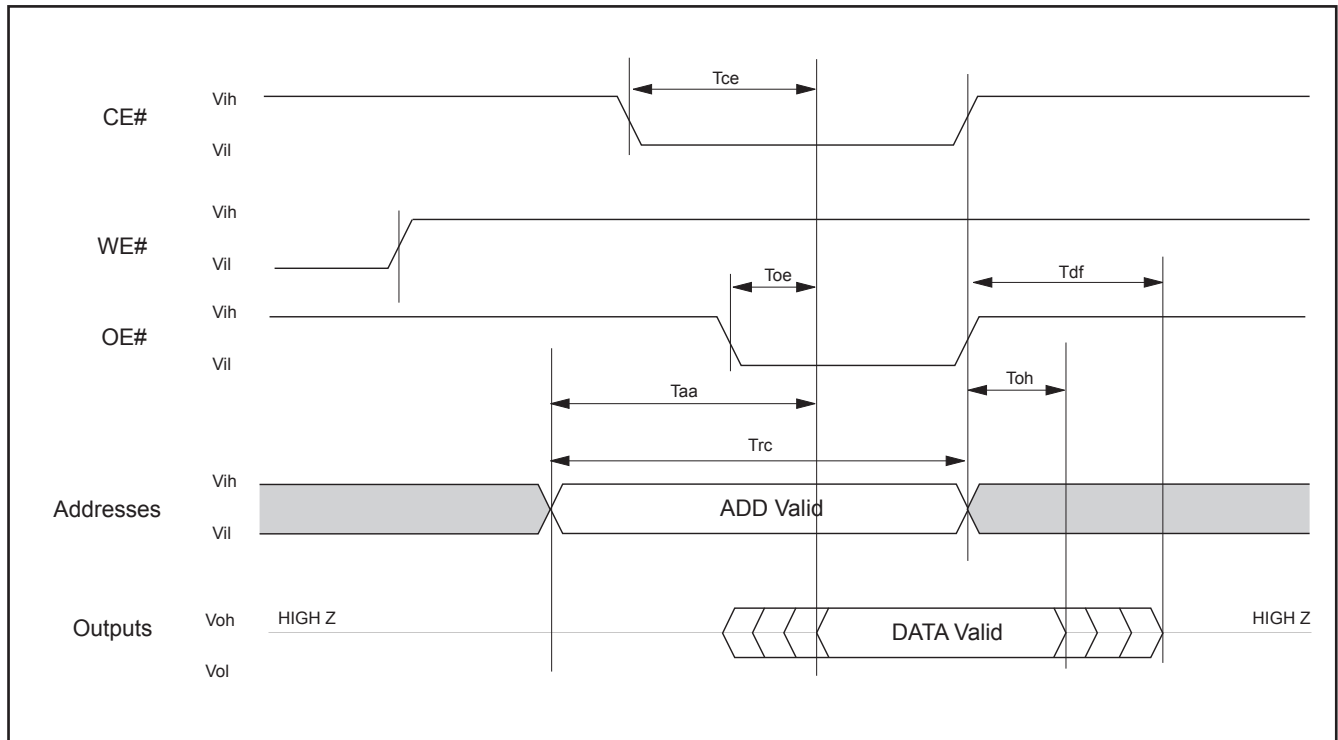 Tce
Vih
CE#
Vil
Vih
WE#
Vil
Toe
Tdf
Vih
OE#
Vil
Taa
Toh
Trc
Vih
Addresses
ADD Valid
Vil
Voh
HIGH Z
HIGH Z
Outputs
DATA Valid
Vol